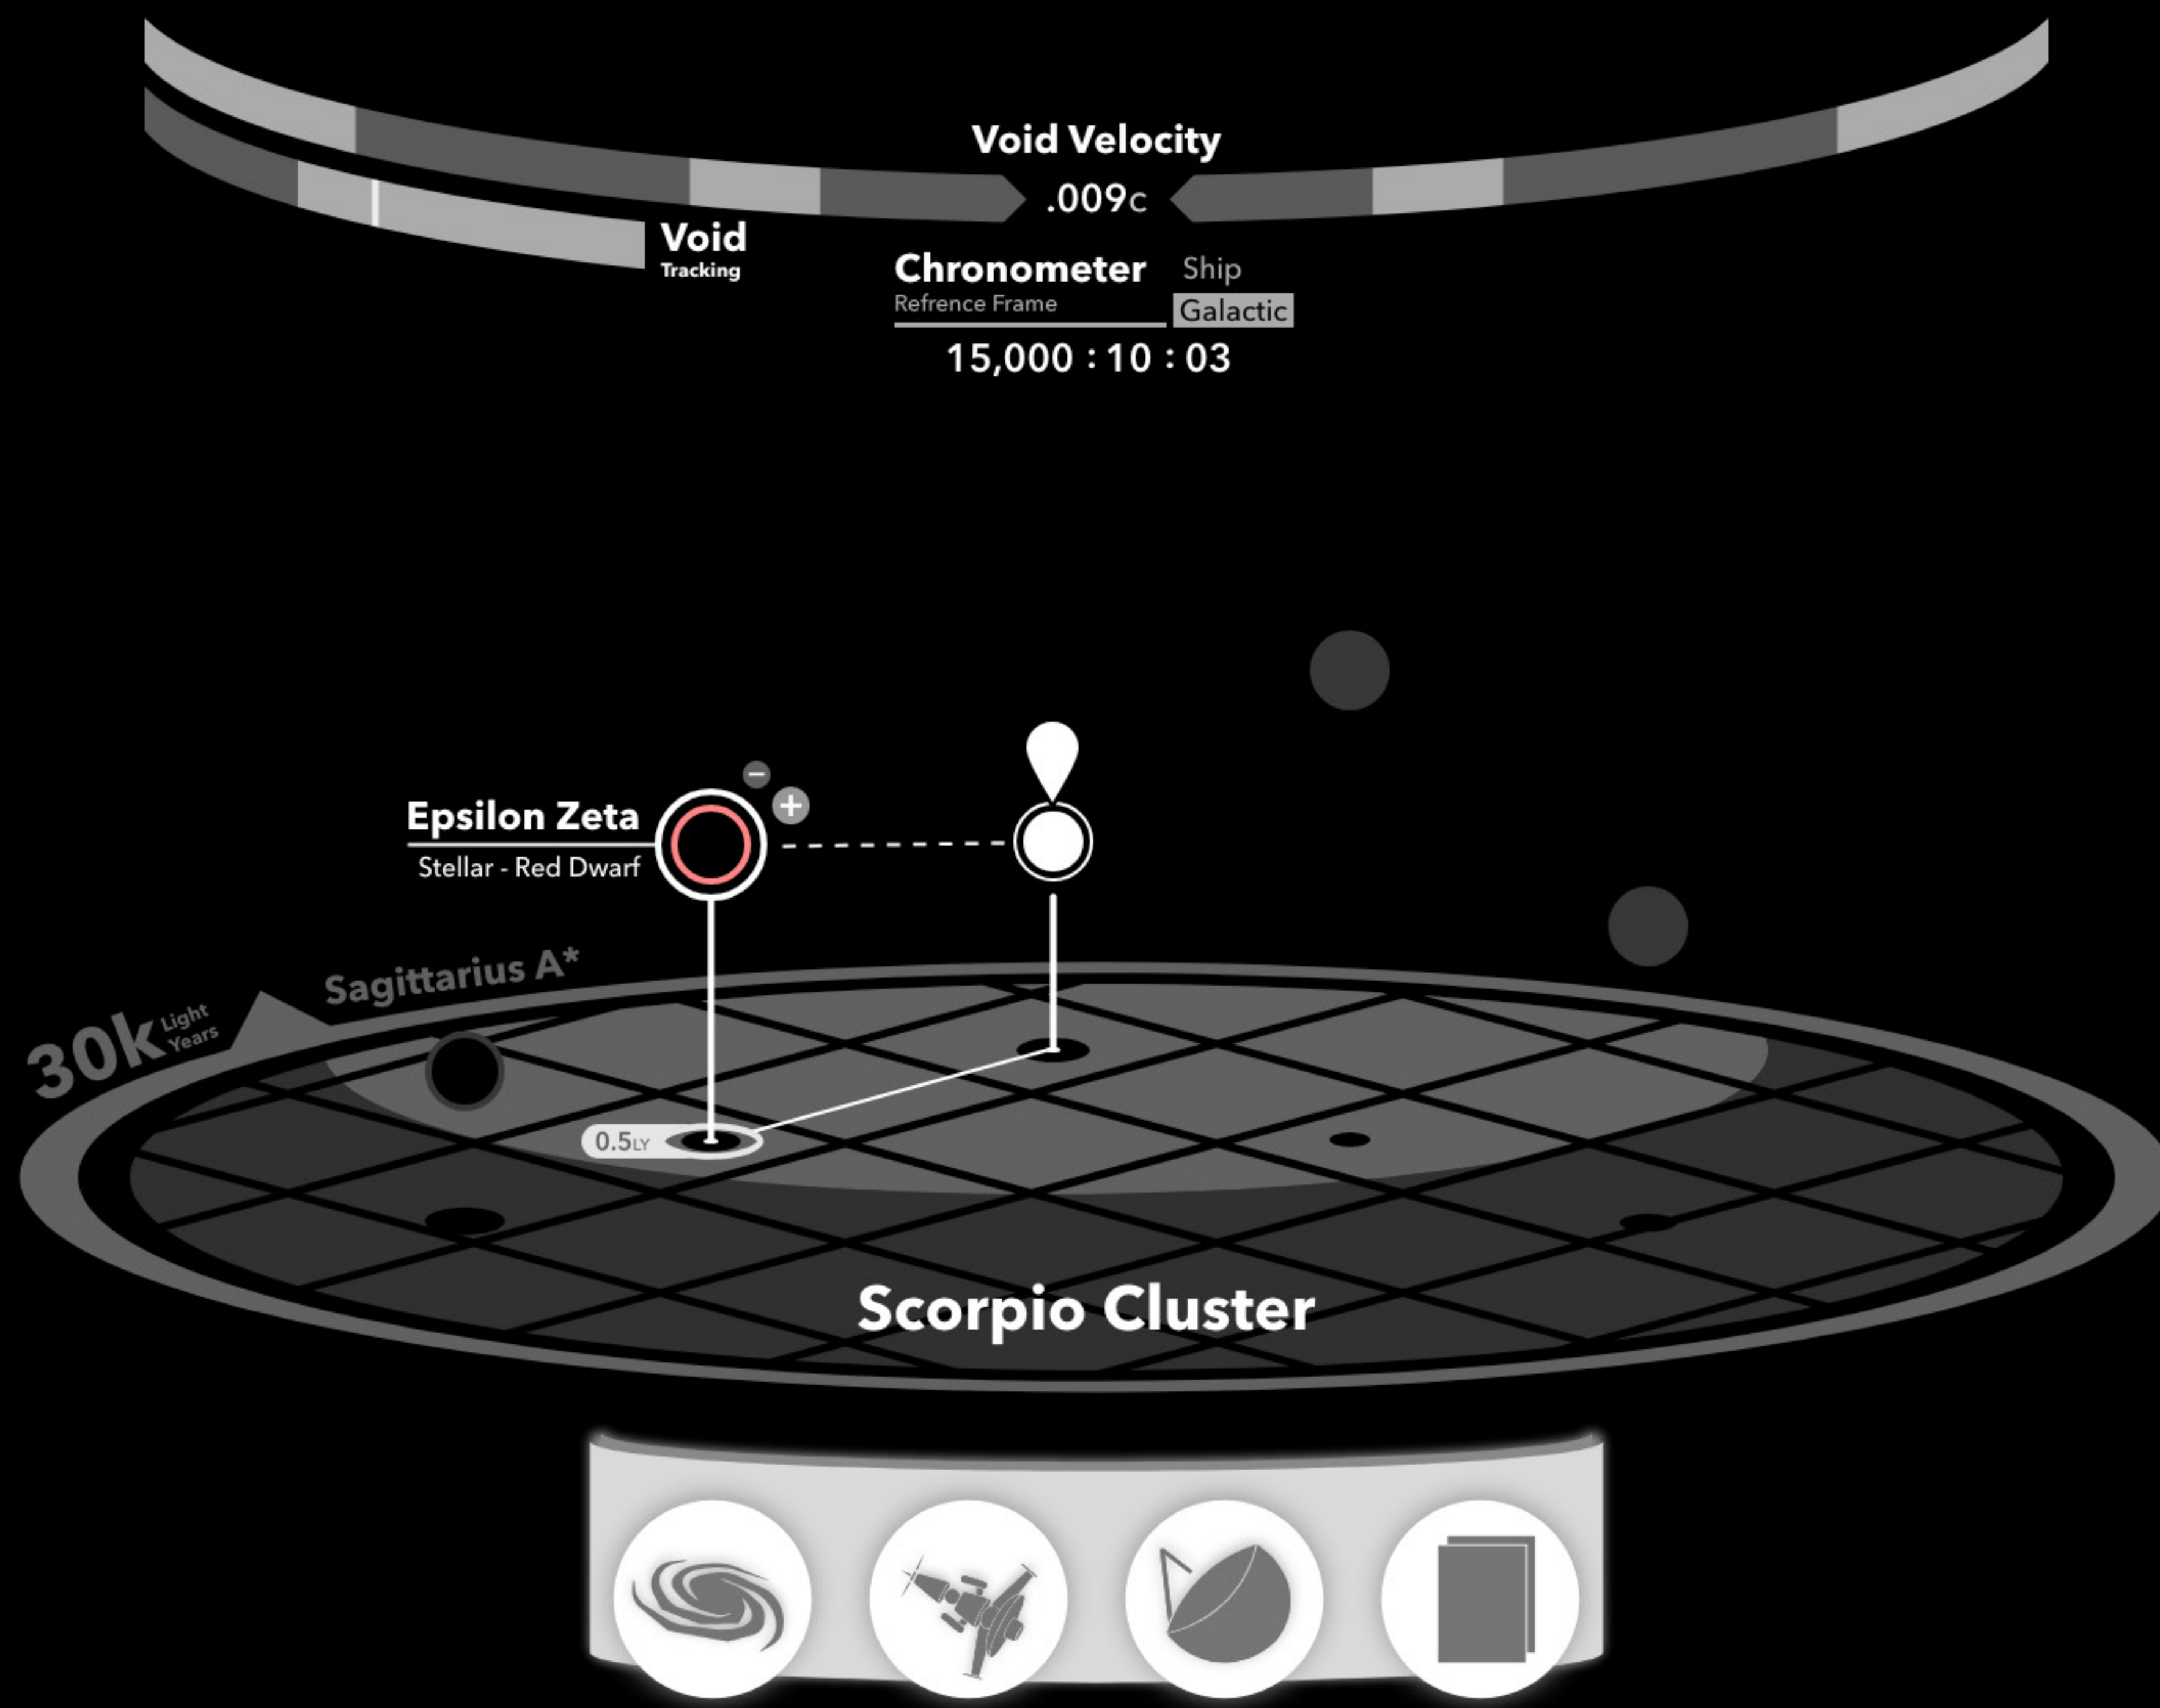 Void Velocity
.009c
Void
Tracking
Chronometer Ship
Refrence Frame Galactic
15,000 : 10 : 03
Epsilon Zeta
Stellar - Red Dwarf
Sagittarius A*
30k Light Years
0.5LY
Scorpio Cluster